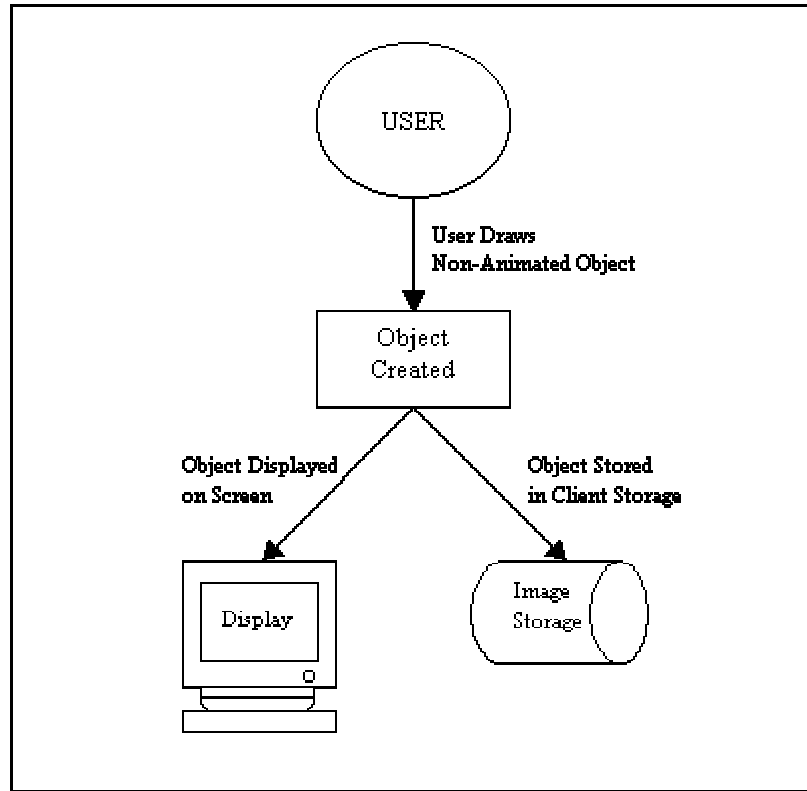 USER
User Draws
Non-Animated Object
Object
Created
Object Displayed
on Screen
Object Stored
in Client Storage
Display
Image
Storage